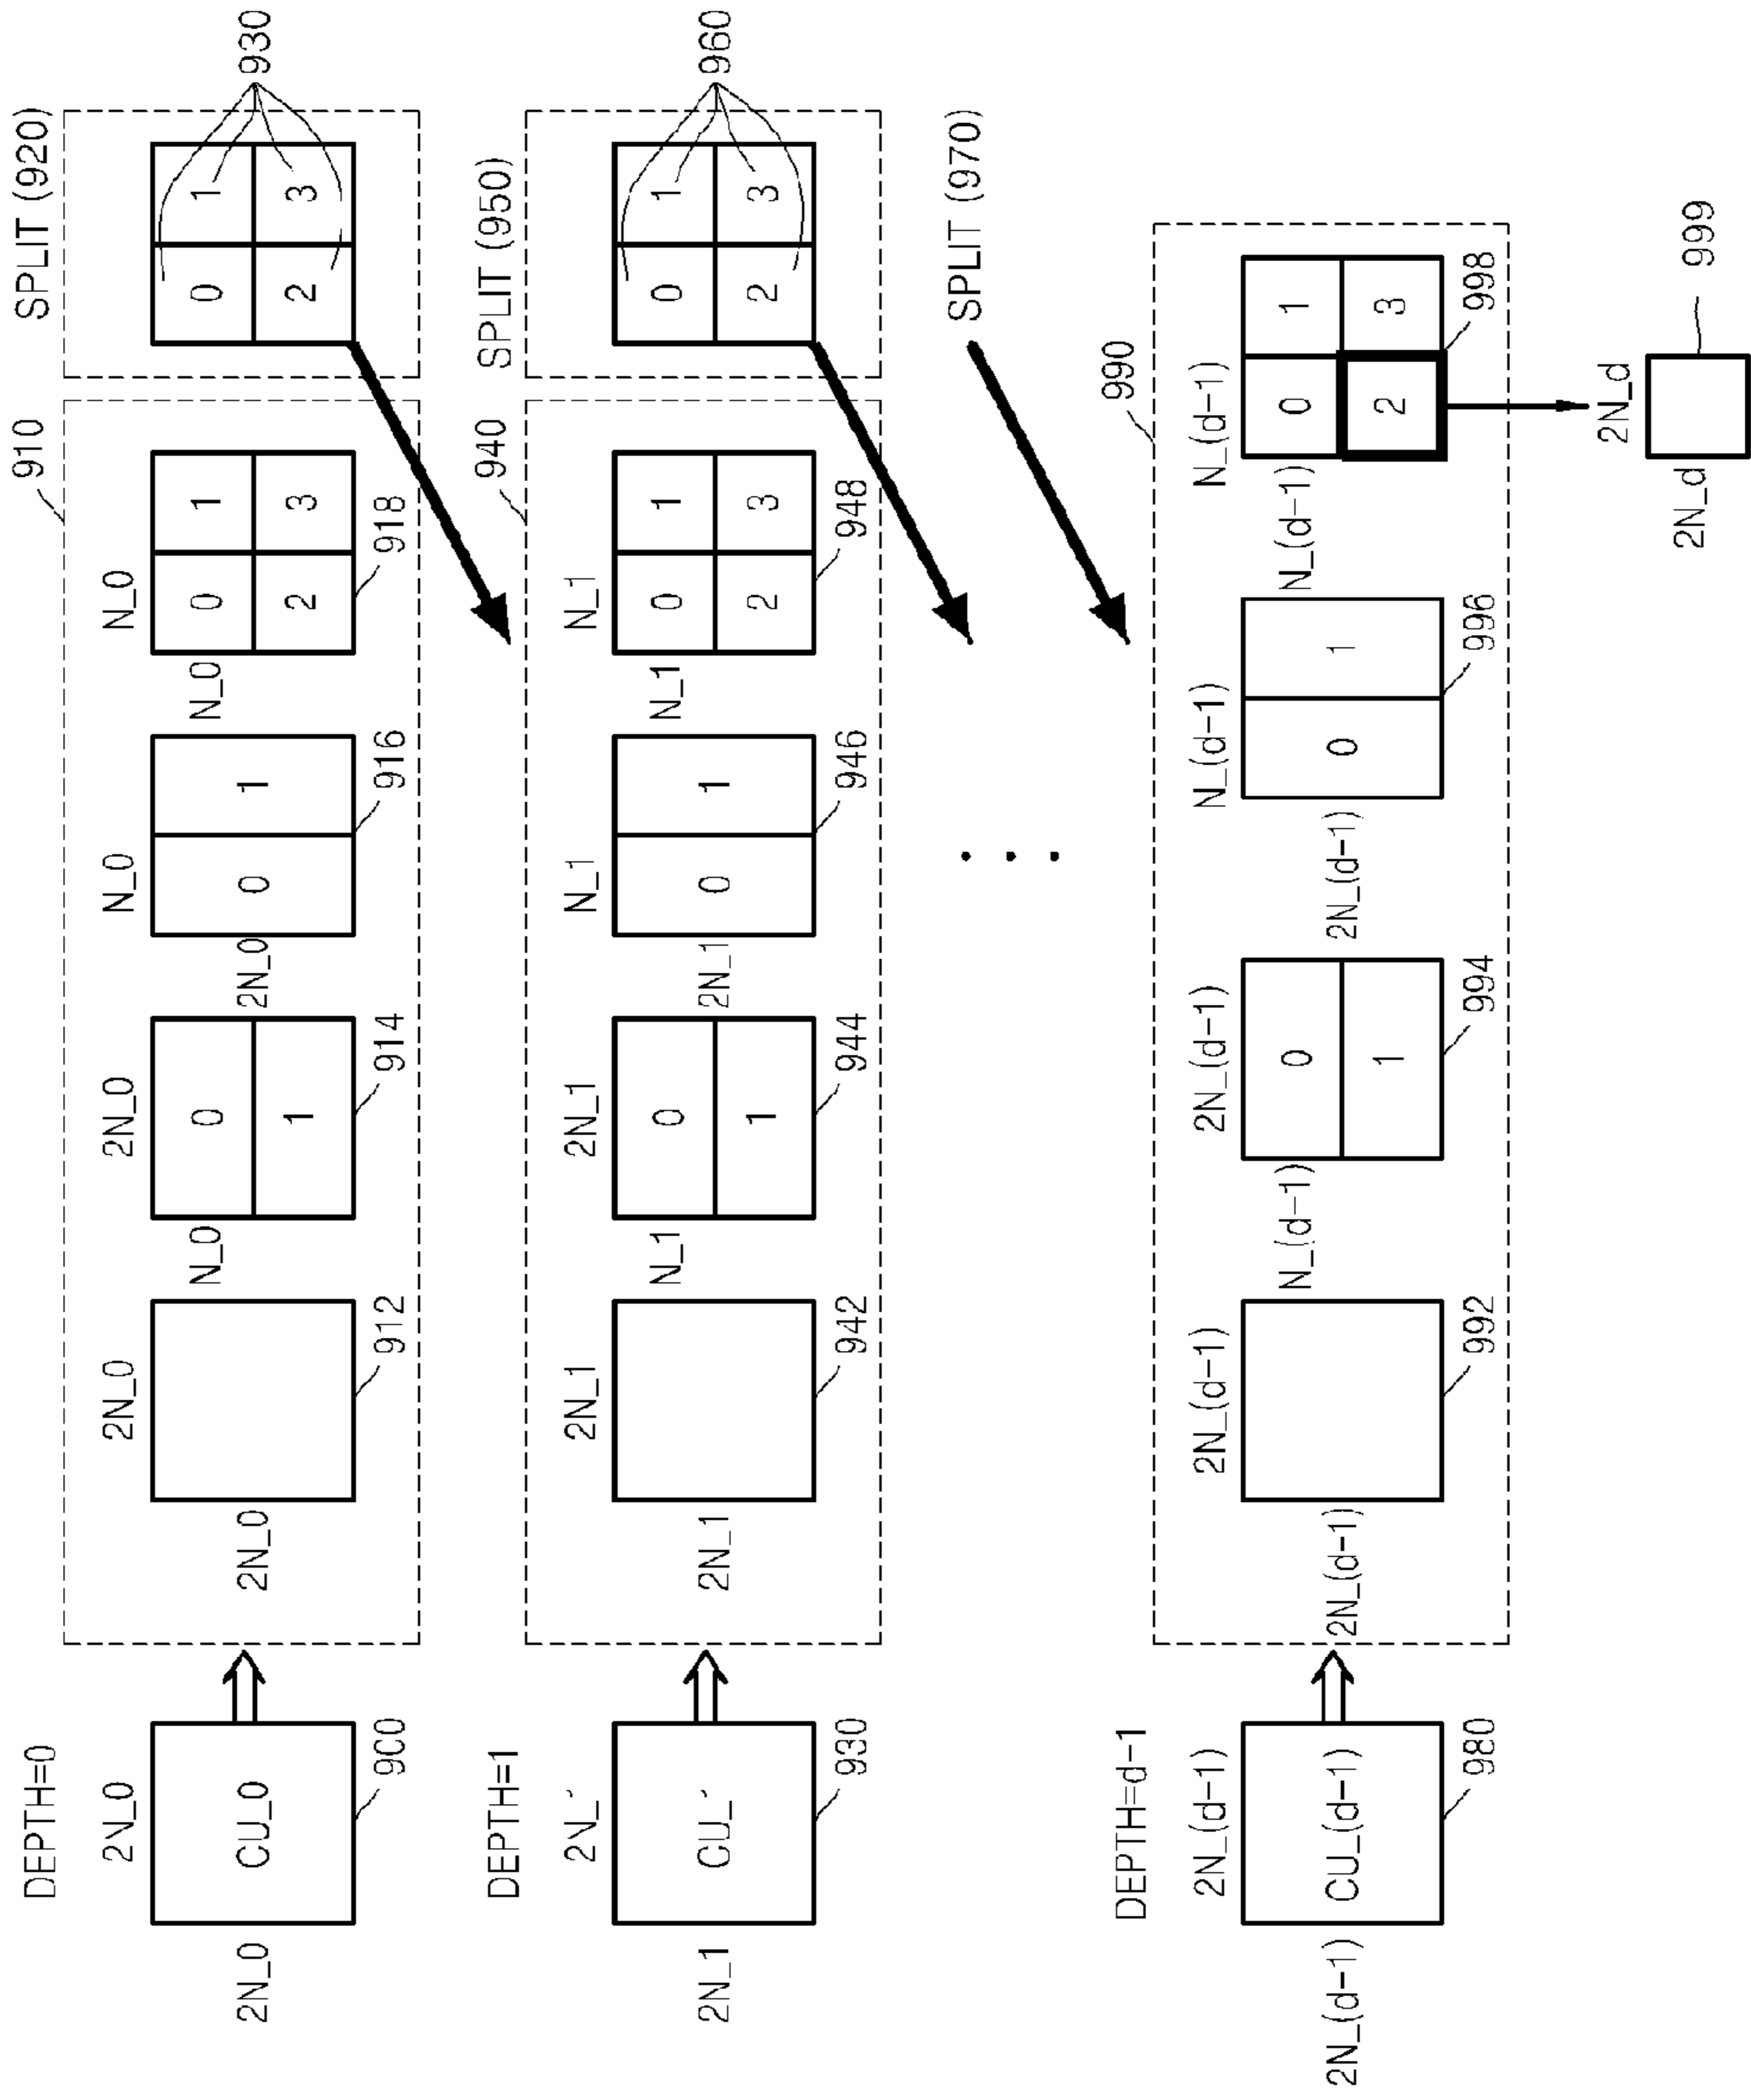 DEPTH=0
910
SPLIT (920)
2N_0
2N_0
2N_0
N_0
N_0
2N_0
CU_0
2N_0
N_0
0
1
2N_0
0
1
N_0
0
1
2
3
0
1
2
3
930
900
912
914
916
918
DEPTH=1
940
SPLIT (950)
2N_1
2N_1
2N_1
N_1
N_1
2N_1
CU_1
2N_1
N_1
0
1
2N_1
0
1
N_1
0
1
2
3
0
1
2
3
960
930
942
944
946
948
. . .
SPLIT (970)
DEPTH=d-1
990
2N_(d-1)
2N_(d-1)
2N_(d-1)
N_(d-1)
N_(d-1)
2N_(d-1)
CU_(d-1)
2N_(d-1)
N_(d-1)
0
1
2N_(d-1)
0
1
N_(d-1)
0
1
2
3
980
992
994
996
998
2N_d
2N_d
999